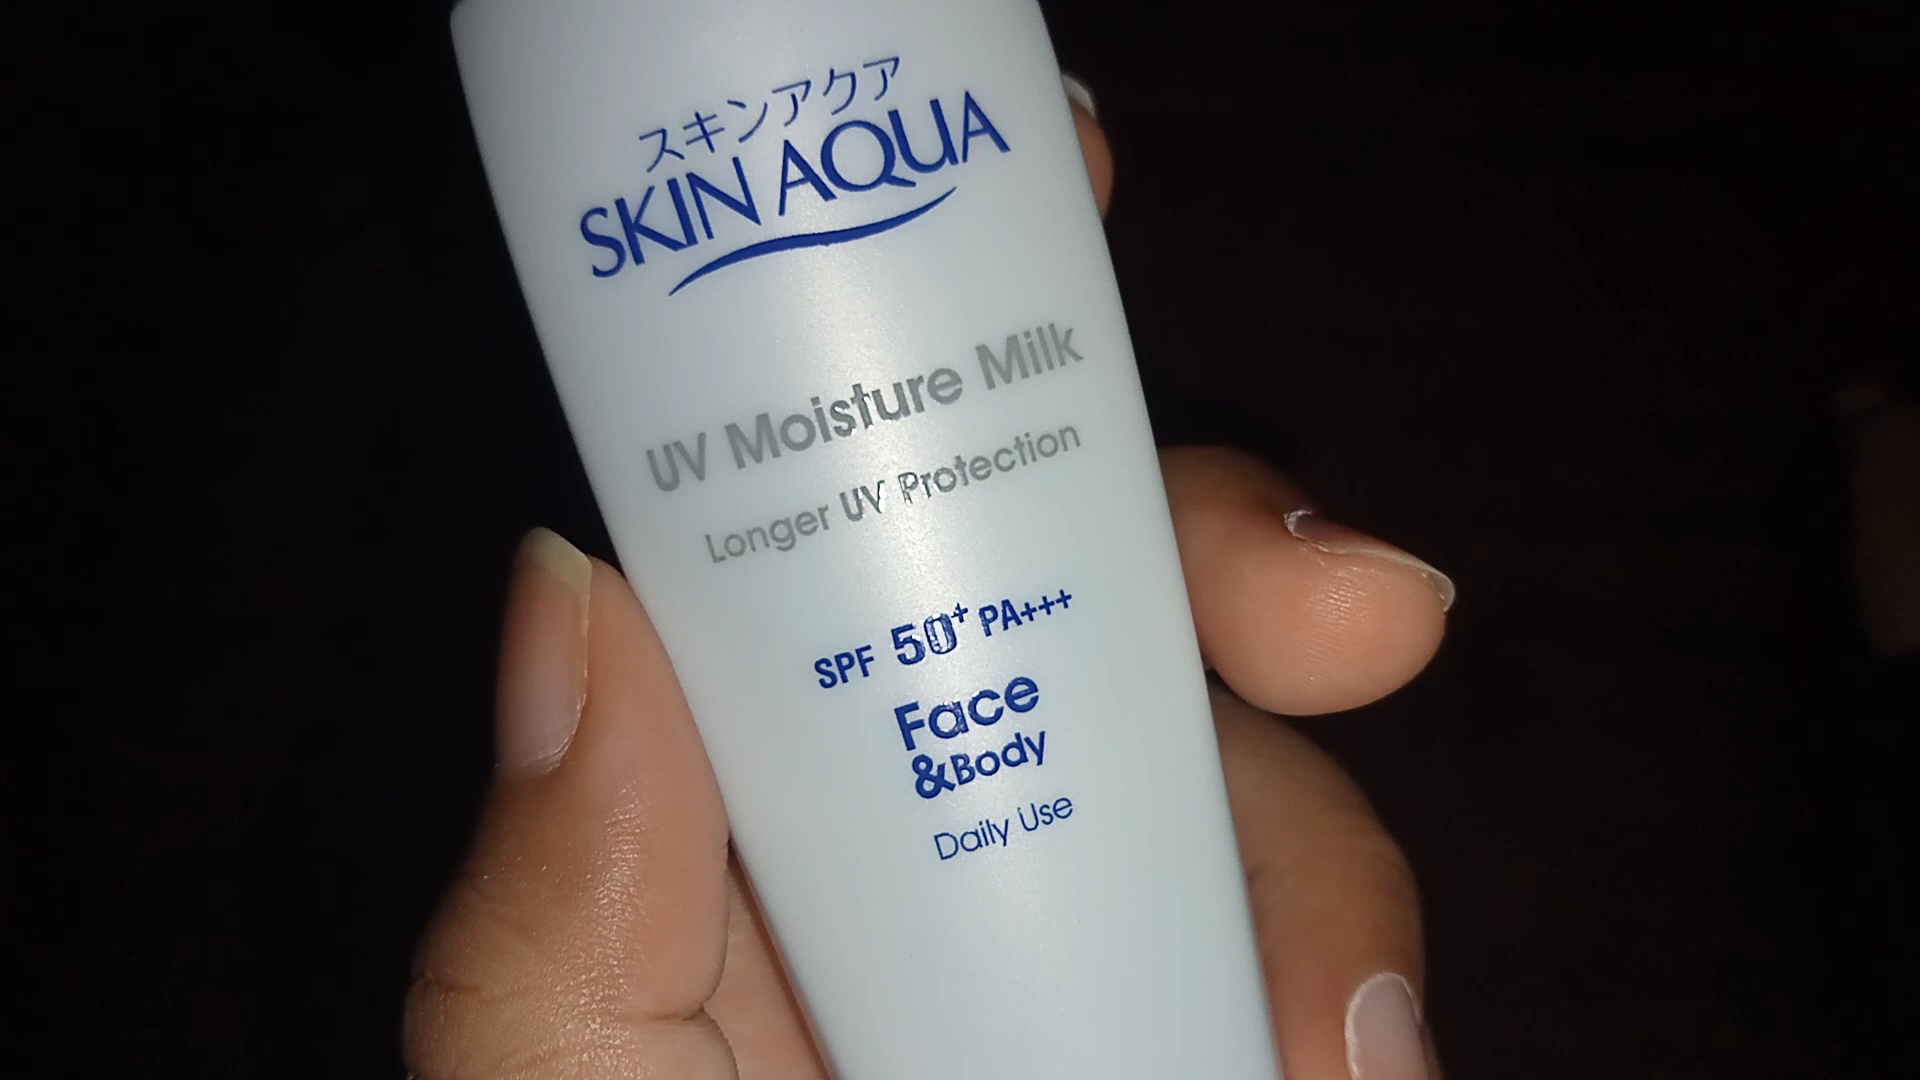 スキンアクア
SKIN AQUA
UV Moisture Milk
Longer UV Protection
SPF 50+ PA+++
Face
&Body
Daily Use